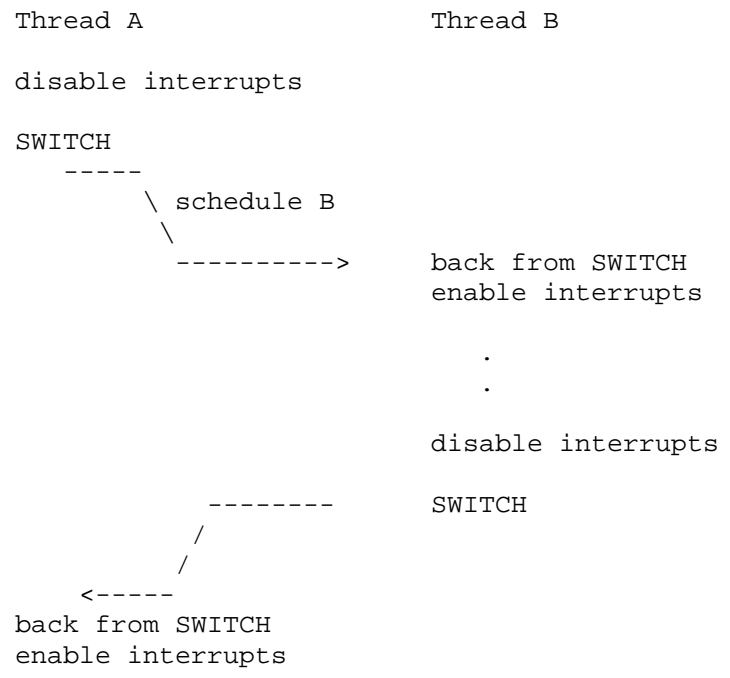 Thread A                 Thread B
disable interrupts
SWITCH
-----
\ schedule B
\
---------->     back from SWITCH
enable interrupts
.
.
disable interrupts
--------      SWITCH
/
/
<-----
back from SWITCH
enable interrupts